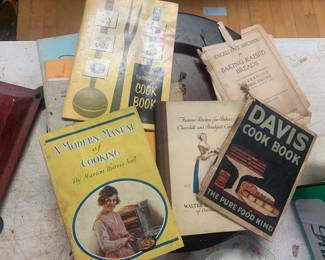 COOK
BOOK
EXCELLENT RECIPES
for
BAKING RAISED
BREADS
A MODERN MANUAL
of
COOKING
By Marion Harris Neil
Famous Recipes for Baker's
Chocolate and Breakfast Cocoa
WALTER
DAVIS
COOK BOOK
THE PURE FOOD KIND